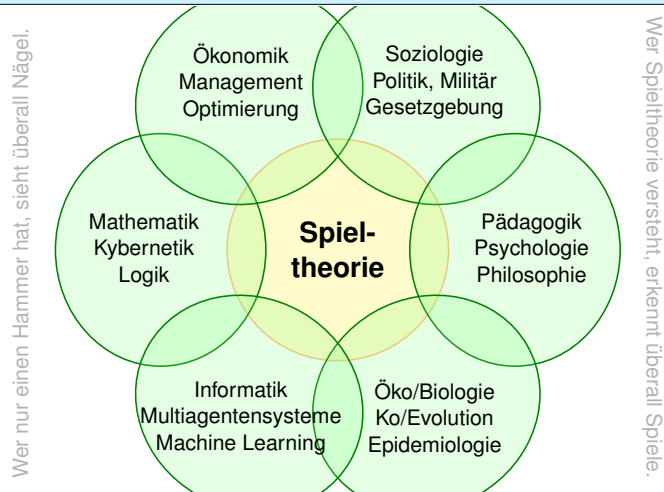 Wer nur einen Hammer hat, sieht überall Nägel.
Ökonomik
Management
Optimierung
Soziologie
Politik, Militär
Gesetzgebung
Mathematik
Kybernetik
Logik
Spiel-
theorie
Pädagogik
Psychologie
Philosophie
Informatik
Multiagentensysteme
Machine Learning
Öko/Biologie
Ko/Evolution
Epidemiologie
Wer Spieltheorie versteht, erkennt überall Spiele.